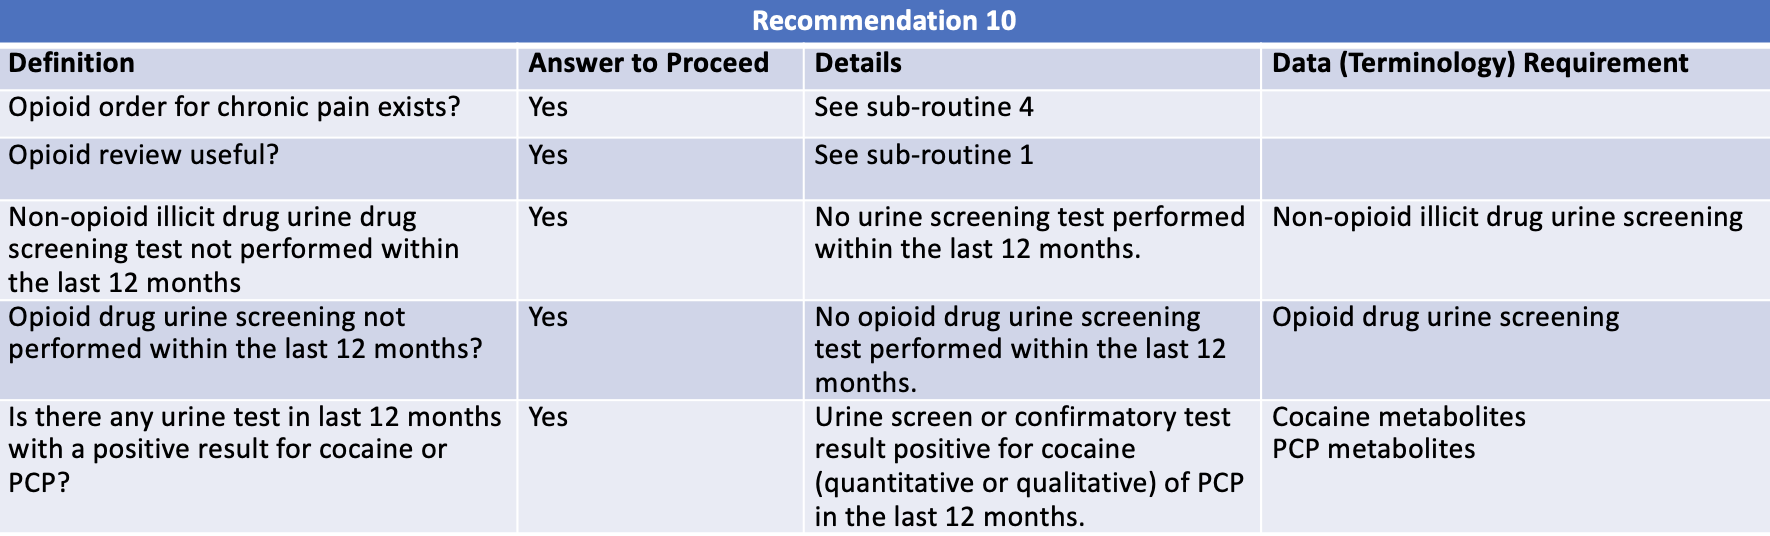 Recommendation 10
Definition
Answer to Proceed
Details
Data (Terminology) Requirement
Opioid order for chronic pain exists?
Yes
See sub-routine 4
Opioid review useful?
Yes
See sub-routine 1
Non-opioid illicit drug urine drug
screening test not performed within
the last 12 months
Yes
No urine screening test performed
within the last 12 months.
Non-opioid illicit drug urine screening
Opioid drug urine screening not
performed within the last 12 months?
Yes
No opioid drug urine screening
test performed within the last 12
months.
Opioid drug urine screening
Is there any urine test in last 12 months
with a positive result for cocaine or
PCP?
Yes
Urine screen or confirmatory test
result positive for cocaine
(quantitative or qualitative) of PCP
in the last 12 months.
Cocaine metabolites
PCP metabolites